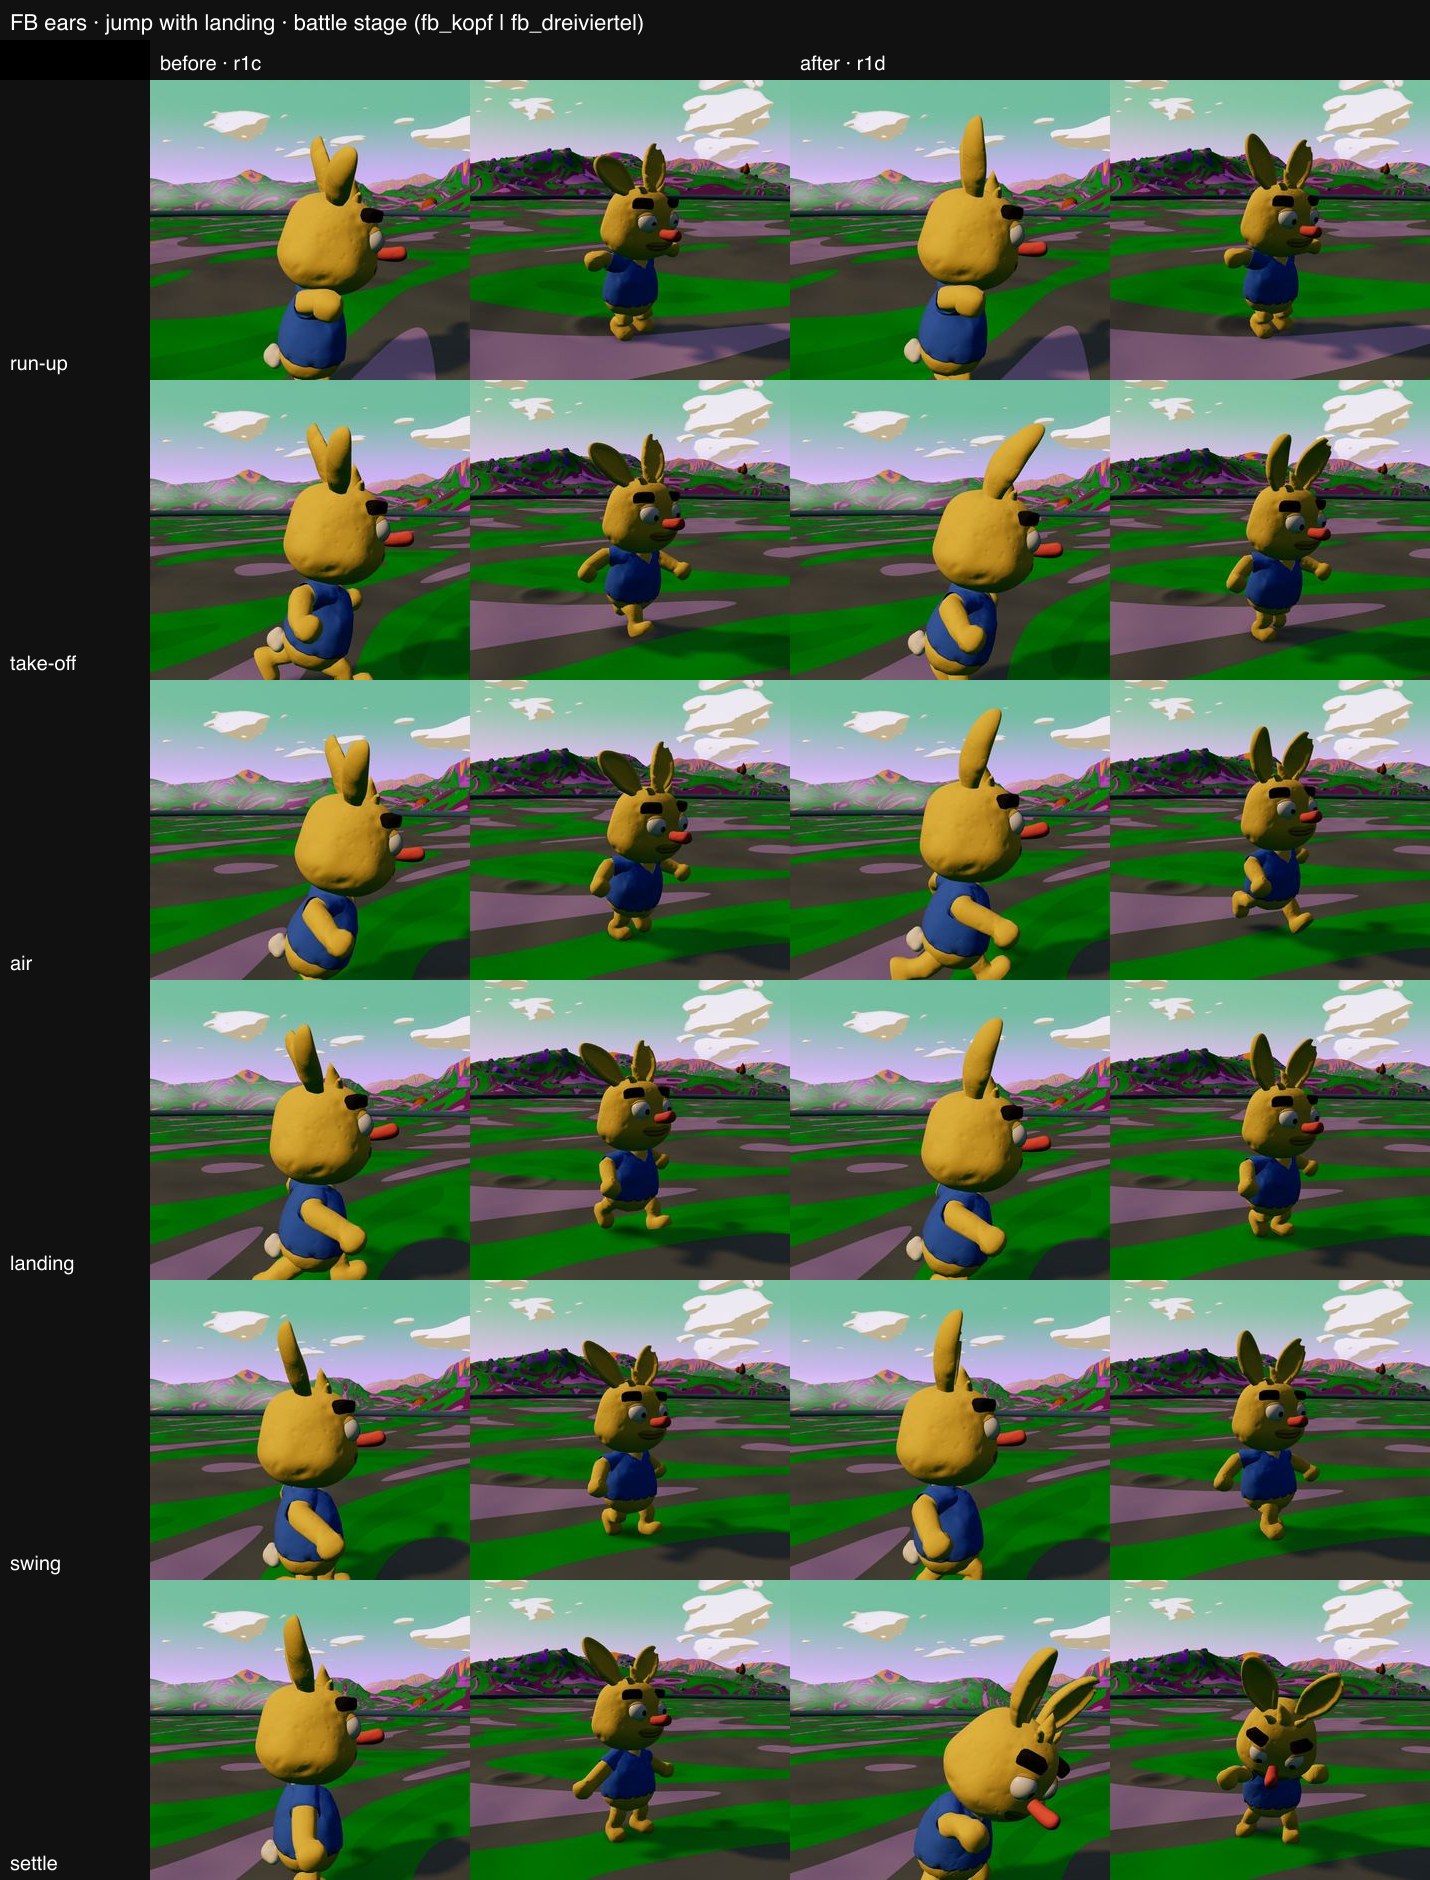 FB ears · jump with landing · battle stage (fb_kopf | fb_dreiviertel)
before · r1c
after · r1d
run-up
take-off
air
landing
swing
settle